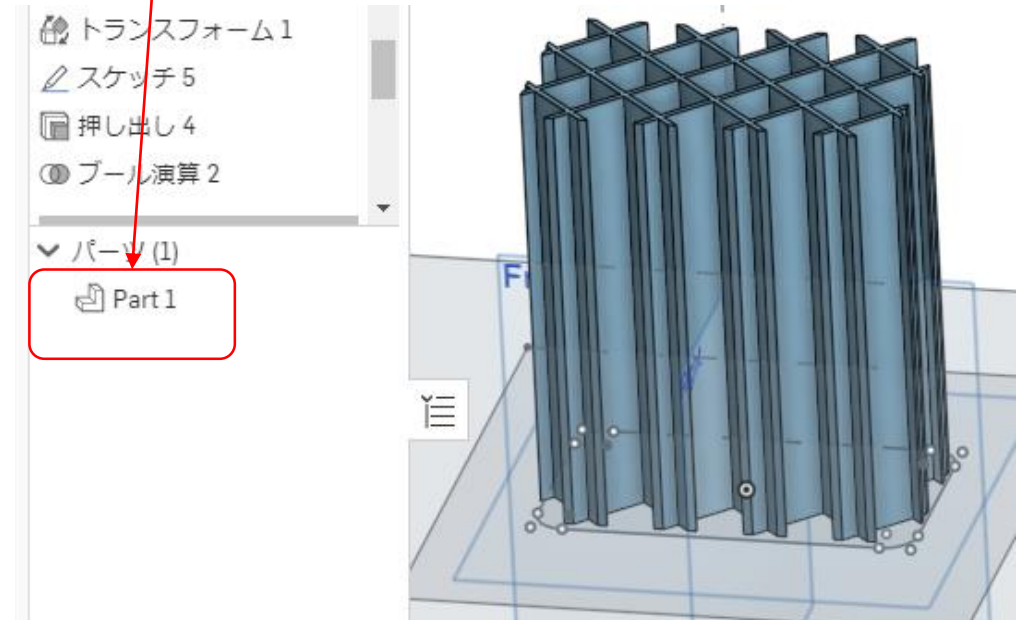 トランスフォーム 1
スケッチ 5
押し出し 4
ブール演算 2
パーツ (1)
Part 1